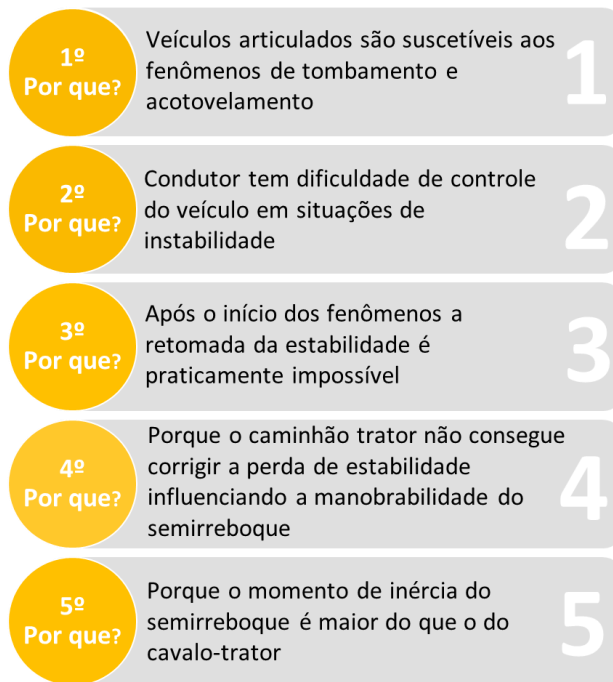 1º
Por que?
Veículos articulados são suscetíveis aos
fenômenos de tombamento e
acotovelamento
1
2º
Por que?
Condutor tem dificuldade de controle
do veículo em situações de
instabilidade
2
3º
Por que?
Após o início dos fenômenos a
retomada da estabilidade é
praticamente impossível
3
4º
Por que?
Porque o caminhão trator não consegue
corrigir a perda de estabilidade
influenciando a manobrabilidade do
semirreboque
4
5º
Por que?
Porque o momento de inércia do
semirreboque é maior do que o do
cavalo-trator
5